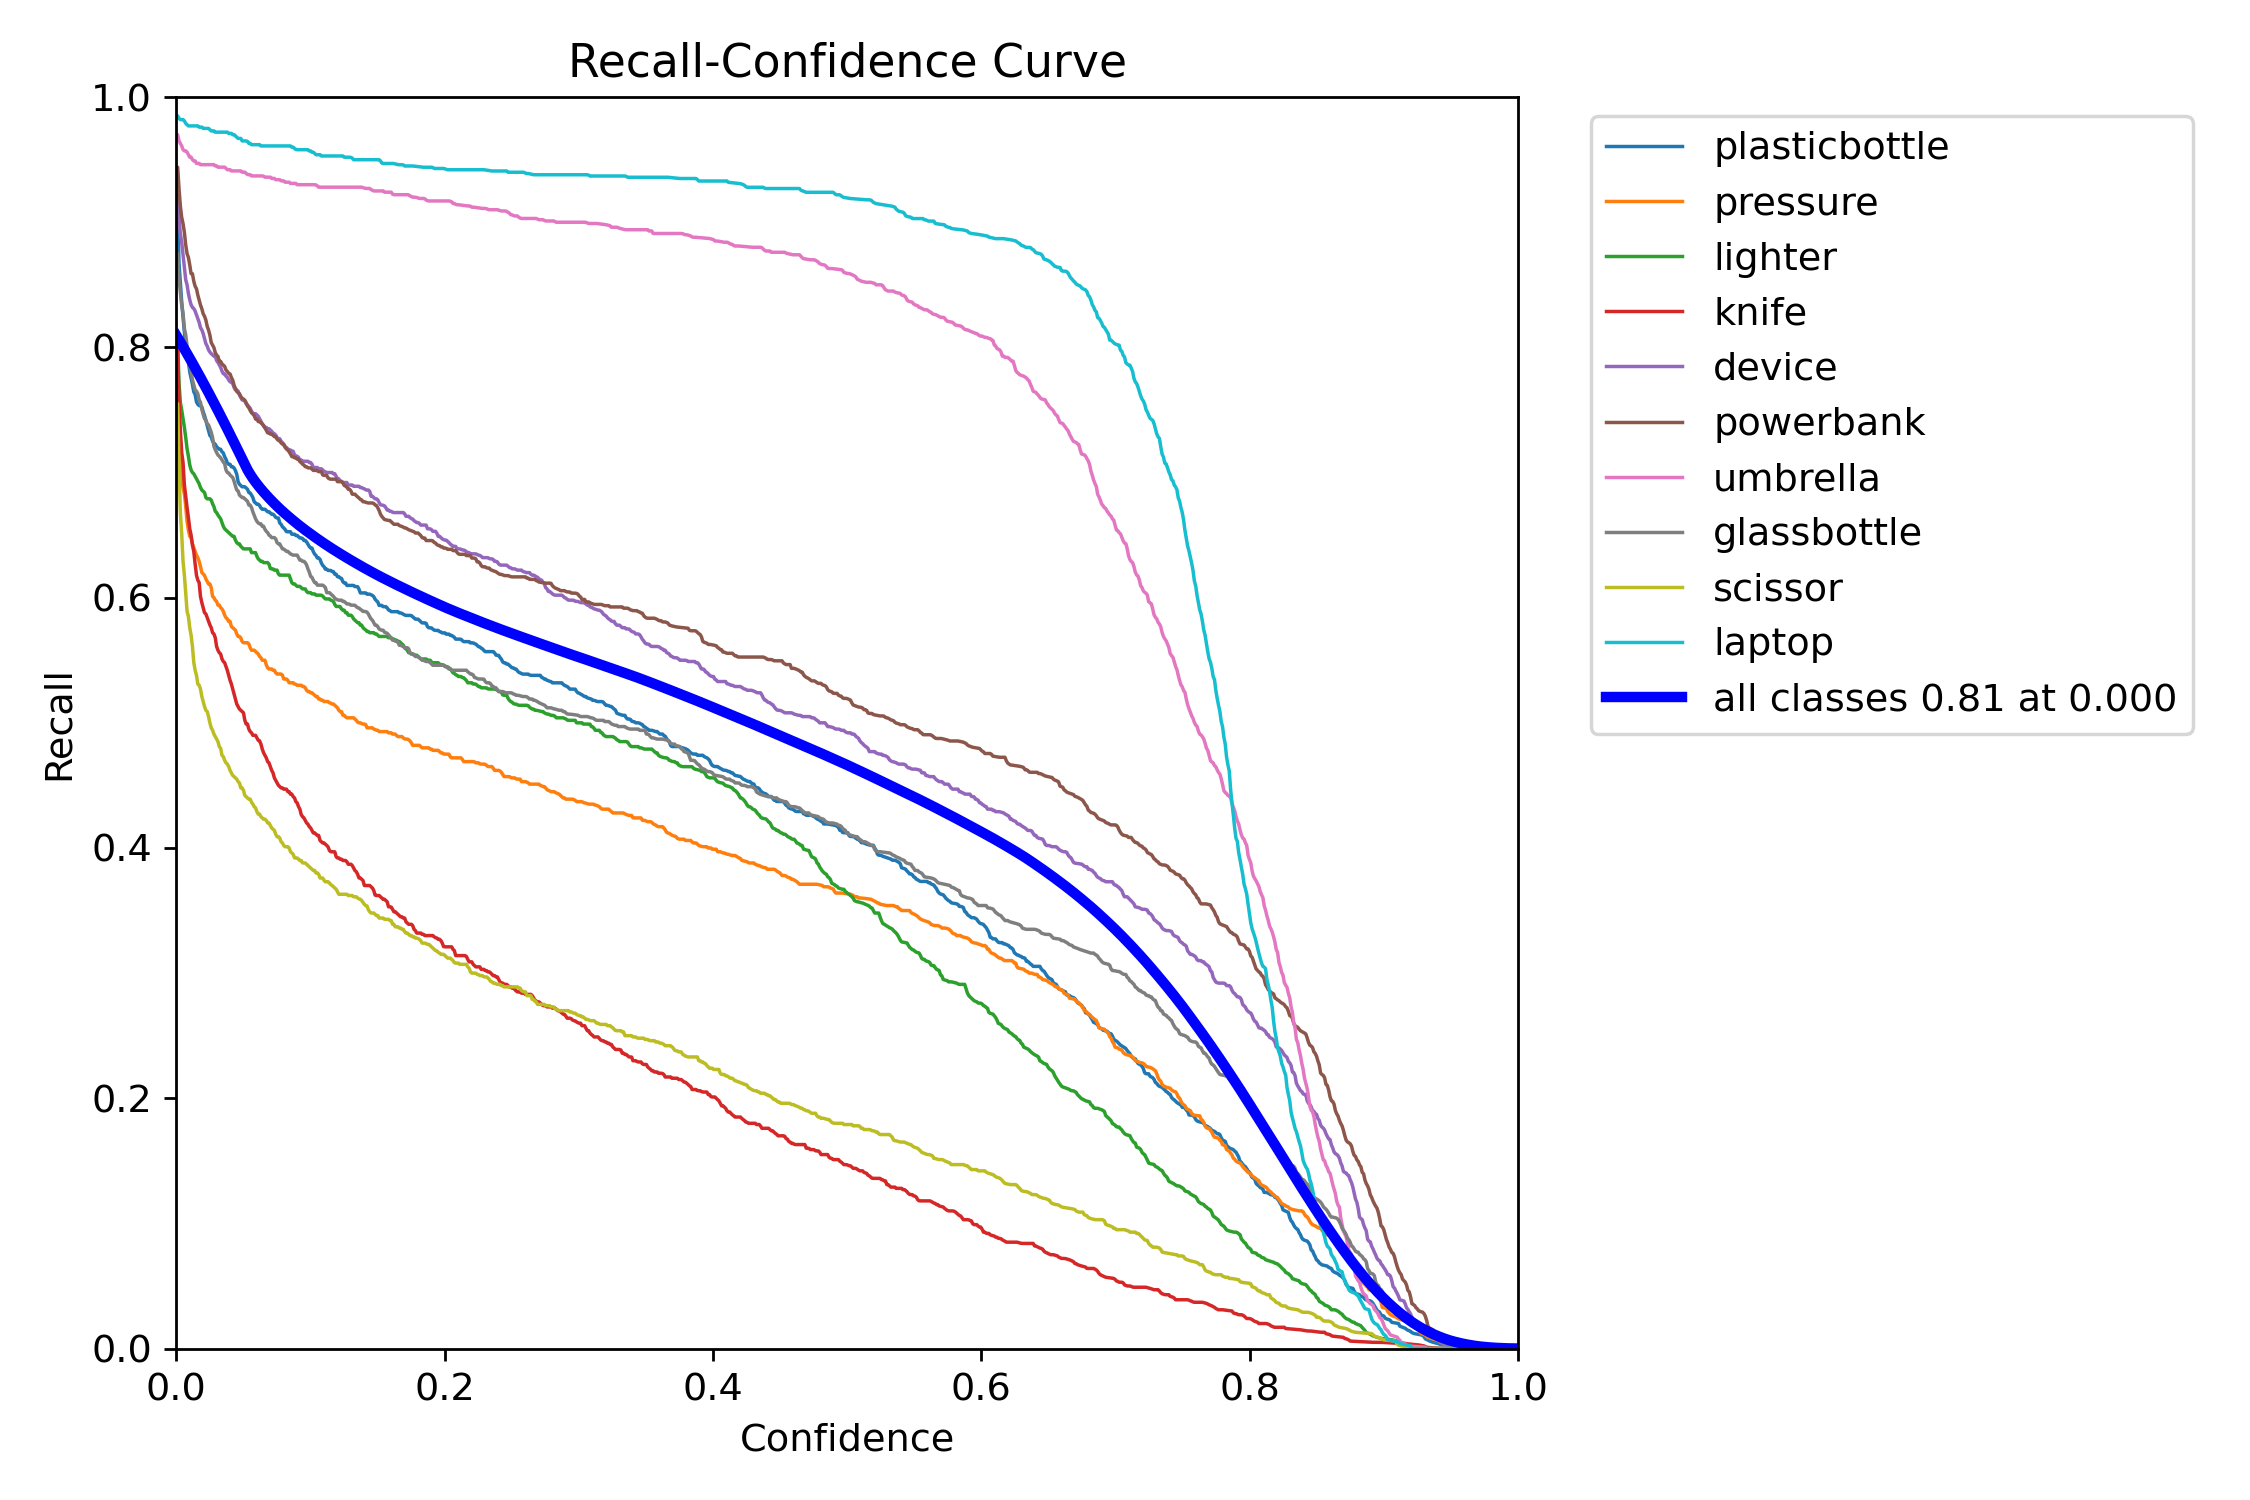 Recall-Confidence Curve
1.0
0.8
0.6
0.4
0.2
0.0
Recall
0.0 0.2 0.4 0.6 0.8 1.0
Confidence
plasticbottle
pressure
lighter
knife
device
powerbank
umbrella
glassbottle
scissor
laptop
all classes 0.81 at 0.000